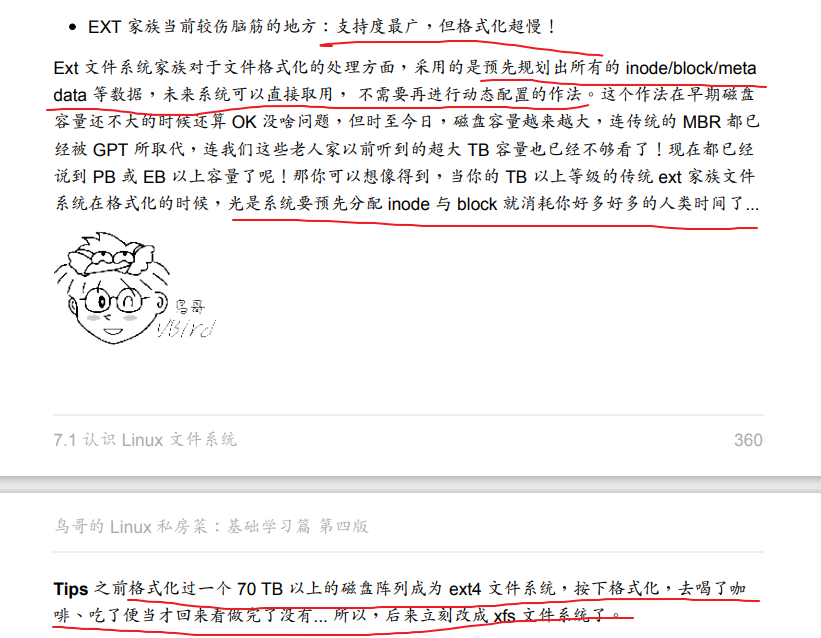 • EXT 家族当前较伤脑筋的地方：支持度最广，但格式化超慢！
Ext 文件系统家族对于文件格式化的处理方面，采用的是预先规划出所有的 inode/block/meta
data 等数据，未来系统可以直接取用， 不需要再进行动态配置的作法。这个作法在早期磁盘
容量还不大的时候还算 OK 没啥问题，但时至今日，磁盘容量越来越大，连传统的 MBR 都已
经被 GPT 所取代，连我们这些老人家以前听到的超大 TB 容量也已经不够看了！现在都已经
说到 PB 或 EB 以上容量了呢！那你可以想像得到，当你的 TB 以上等级的传统 ext 家族文件
系统在格式化的时候，光是系统要预先分配 inode 与 block 就消耗你好多好多的人类时间了...
鸟哥
VBird
7.1 认识 Linux 文件系统
360
鸟哥的 Linux 私房菜：基础学习篇 第四版
Tips 之前格式化过一个 70 TB 以上的磁盘阵列成为 ext4 文件系统，按下格式化，去喝了咖
啡、吃了便当才回来看做完了没有... 所以，后来立刻改成 xfs 文件系统了。